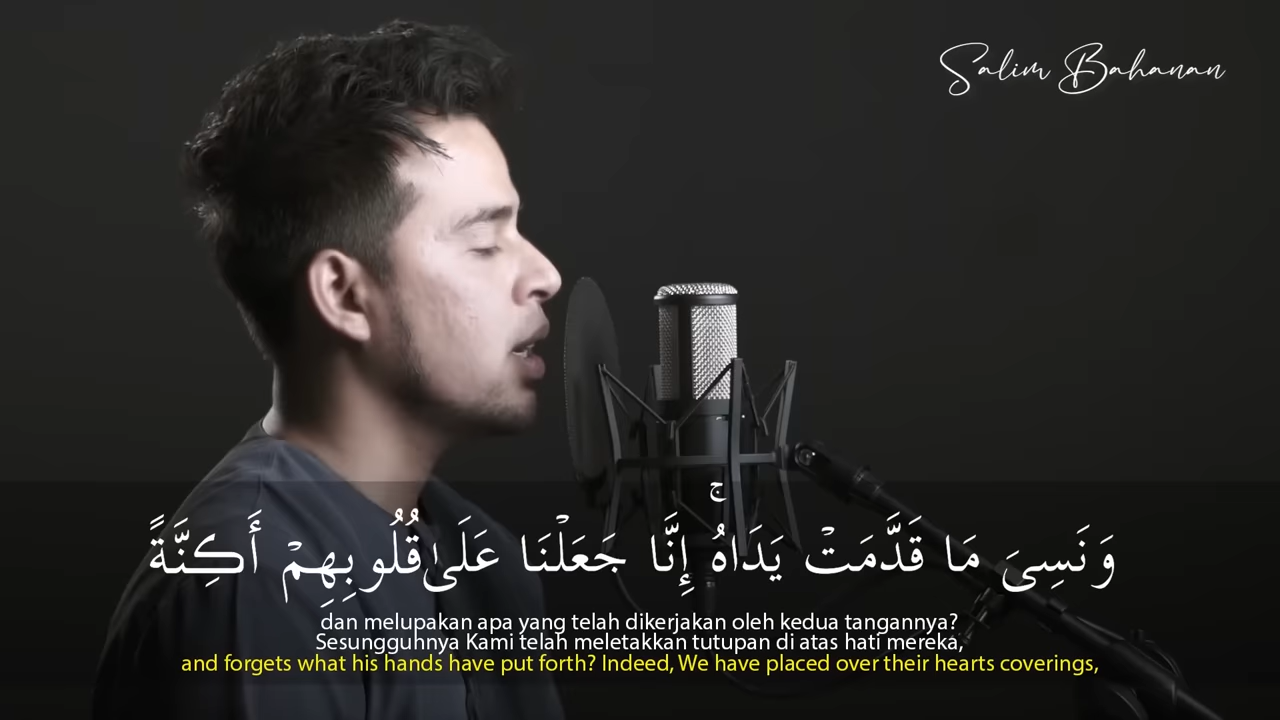 Salim Bahanan
وَنَسِىَ مَا قَدَّمَتْ يَدَاهُ ۚ إِنَّا جَعَلْنَا عَلَىٰ قُلُوبِهِمْ أَكِنَّةً
dan melupakan apa yang telah dikerjakan oleh kedua tangannya?
Sesungguhnya Kami telah meletakkan tutupan di atas hati mereka,
and forgets what his hands have put forth? Indeed, We have placed over their hearts coverings,